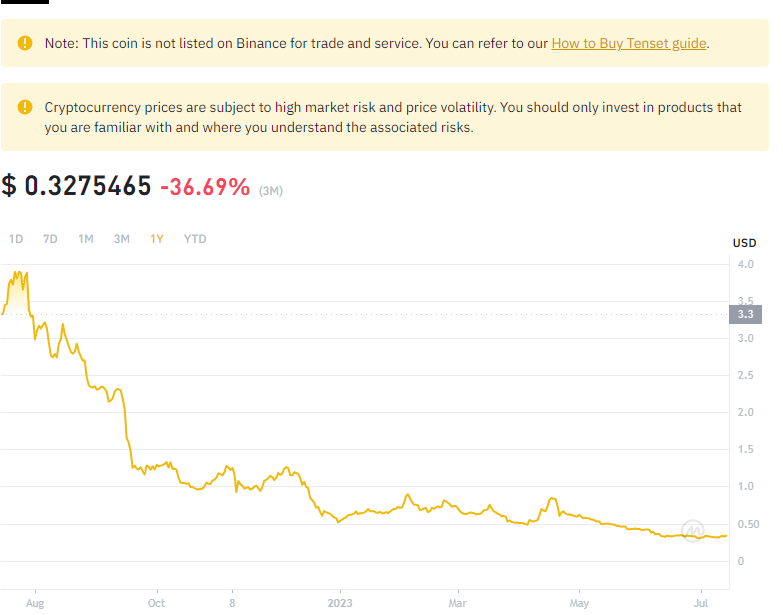 Note: This coin is not listed on Binance for trade and service. You can refer to our How to Buy Tenset guide.
Cryptocurrency prices are subject to high market risk and price volatility. You should only invest in products that
you are familiar with and where you understand the associated risks.
$ 0.3275465 -36.69% (3M)
1D 7D 1M 3M 1Y YTD
USD
4.0
3.5
3.3
3.0
2.5
2.0
1.5
1.0
0.50
0
Aug Oct 8 2023 Mar May Jul